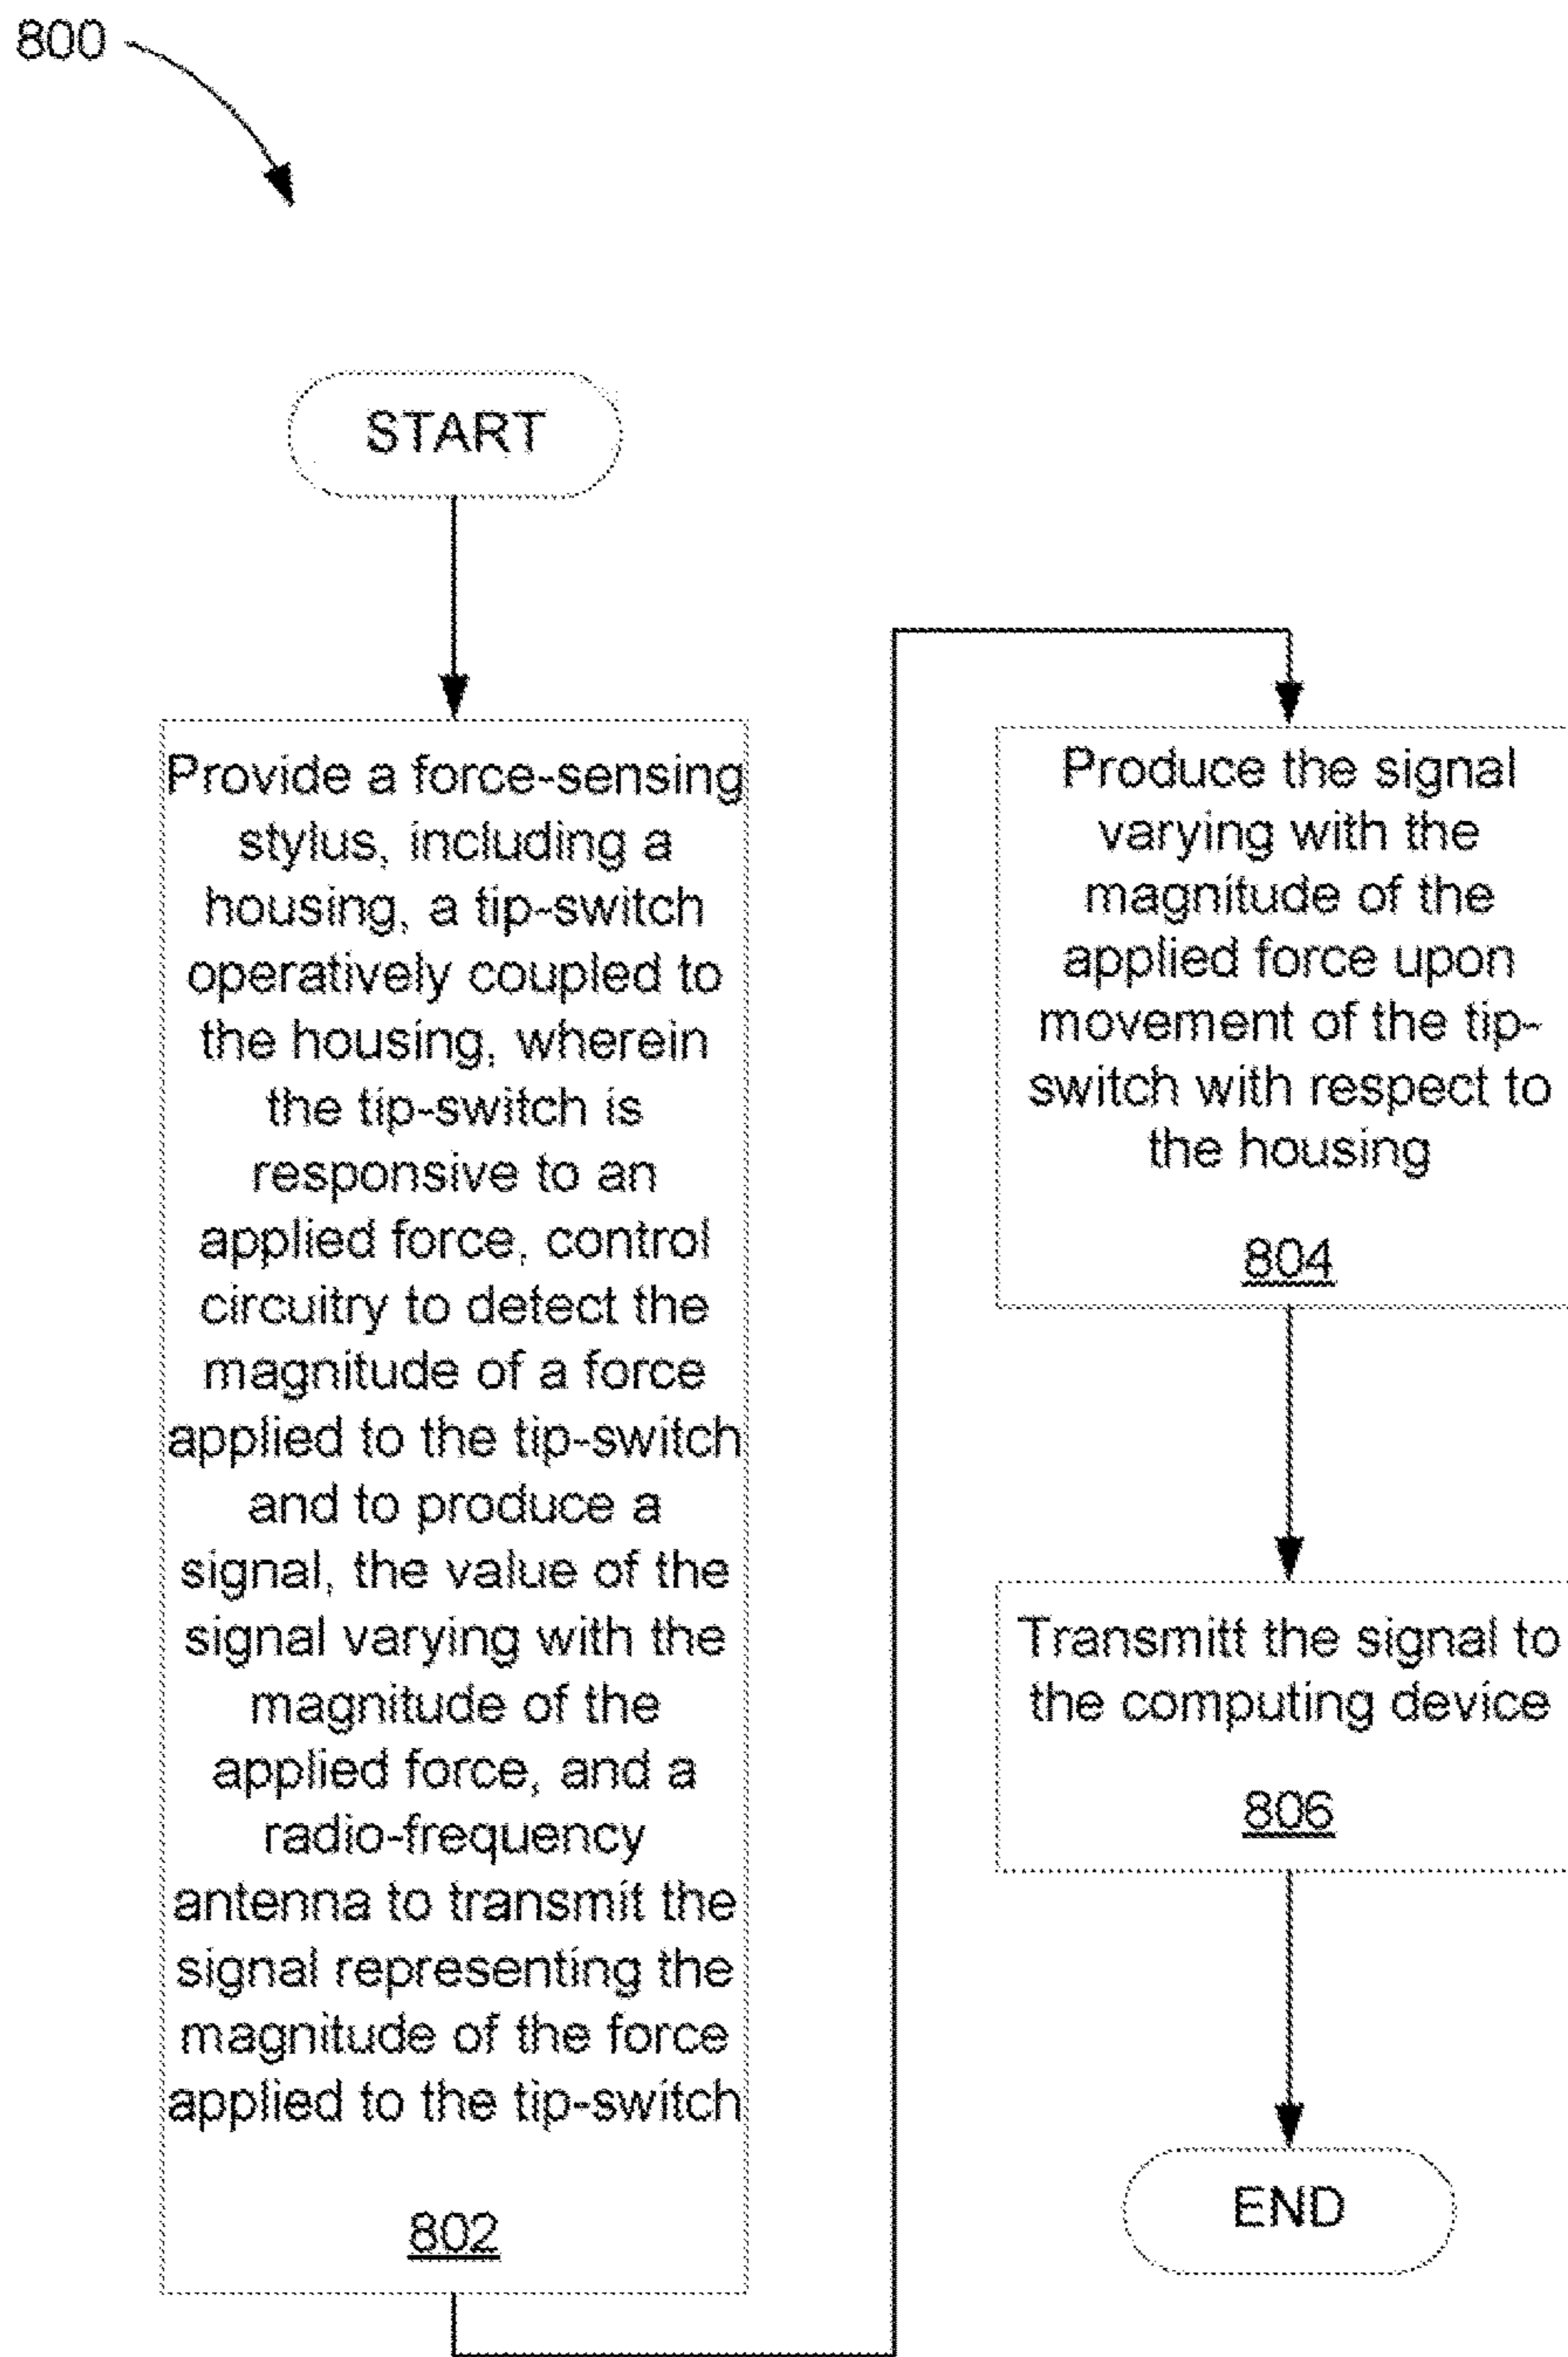 800
START
Provide a force-sensing
stylus, including a
housing, a tip-switch
operatively coupled to
the housing, wherein
the tip-switch is
responsive to an
applied force, control
circuitry to detect the
magnitude of a force
applied to the tip-switch
and to produce a
signal, the value of the
signal varying with the
magnitude of the
applied force, and a
radio-frequency
antenna to transmit the
signal representing the
magnitude of the force
applied to the tip-switch
802
Produce the signal
varying with the
magnitude of the
applied force upon
movement of the tip-
switch with respect to
the housing
804
Transmitt the signal to
the computing device
806
END